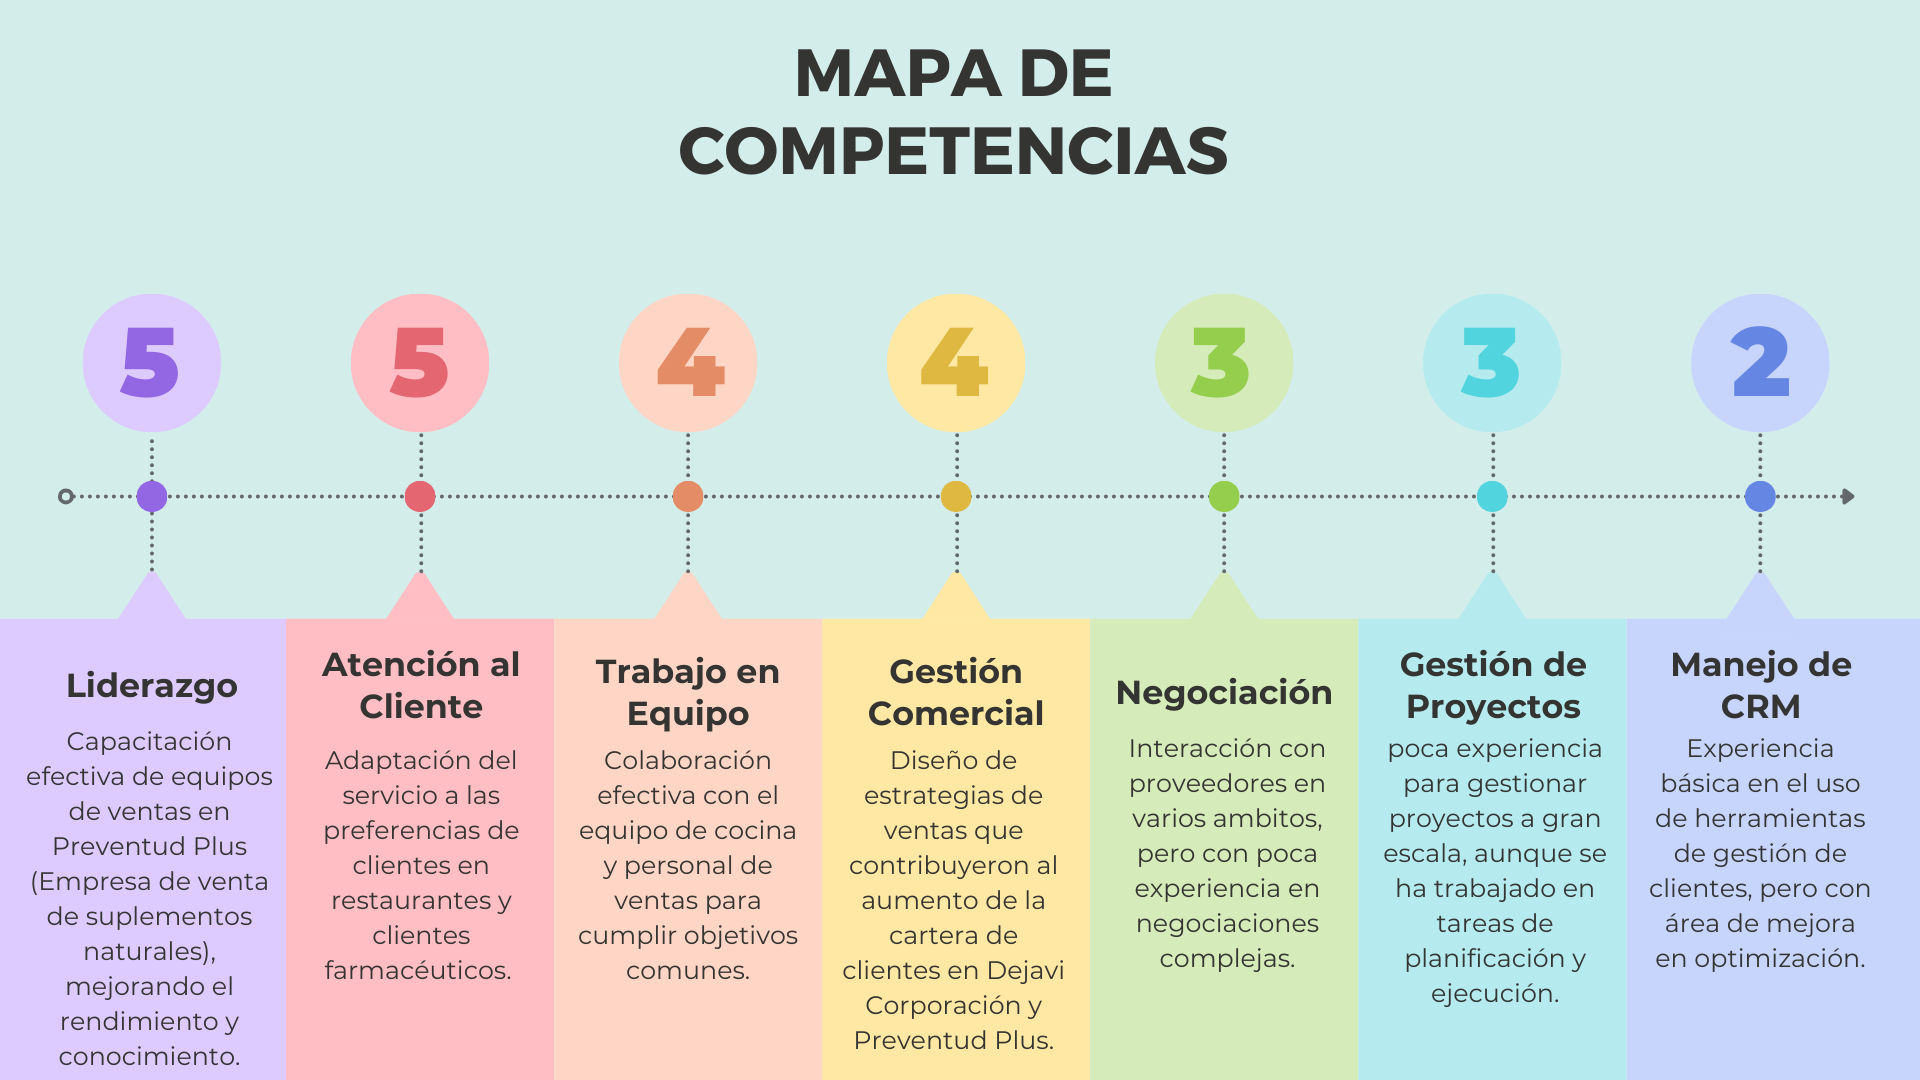 MAPA DE
COMPETENCIAS
5
5
4
4
3
3
2
Liderazgo
Capacitación
efectiva de equipos
de ventas en
Preventud Plus
(Empresa de venta
de suplementos
naturales),
mejorando el
rendimiento y
conocimiento.
Atención al
Cliente
Adaptación del
servicio a las
preferencias de
clientes en
restaurantes y
clientes
farmacéuticos.
Trabajo en
Equipo
Colaboración
efectiva con el
equipo de cocina
y personal de
ventas para
cumplir objetivos
comunes.
Gestión
Comercial
Diseño de
estrategias de
ventas que
contribuyeron al
aumento de la
cartera de
clientes en Dejavi
Corporación y
Preventud Plus.
Negociación
Interacción con
proveedores en
varios ambitos,
pero con poca
experiencia en
negociaciones
complejas.
Gestión de
Proyectos
poca experiencia
para gestionar
proyectos a gran
escala, aunque se
ha trabajado en
tareas de
planificación y
ejecución.
Manejo de
CRM
Experiencia
básica en el uso
de herramientas
de gestión de
clientes, pero con
área de mejora
en optimización.